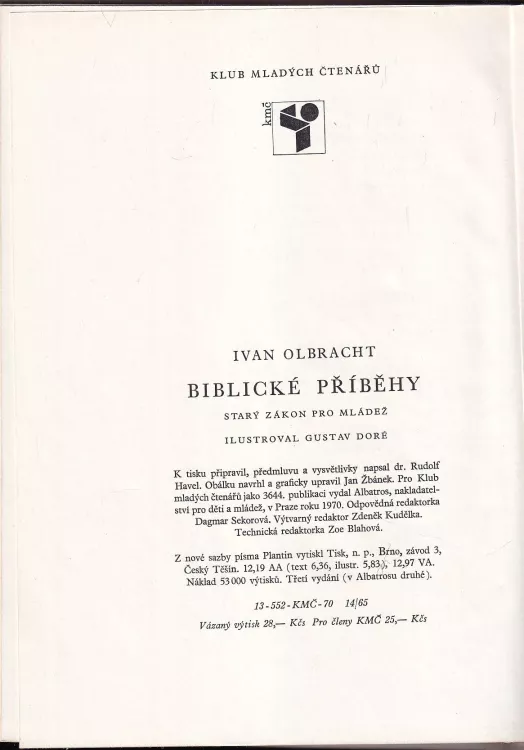 KLUB MLADÝCH ČTENÁŘŮ
kmč
IVAN OLBRACHT
BIBLICKÉ PŘÍBĚHY
STARÝ ZÁKON PRO MLÁDEŽ
ILUSTROVAL GUSTAV DORÉ
K tisku připravil, předmluvu a vysvětlivky napsal dr. Rudolf
Havel. Obálku navrhl a graficky upravil Jan Žbánek. Pro Klub
mladých čtenářů jako 3644. publikaci vydal Albatros, nakladatel-
ství pro děti a mládež, v Praze roku 1970. Odpovědná redaktorka
Dagmar Sekorová. Výtvarný redaktor Zdeněk Kudělka.
Technická redaktorka Zoe Blahová.
Z nové sazby písma Plantin vytiskl Tisk, n. p., Brno, závod 3,
Český Těšín. 12,19 AA (text 6,36, ilustr. 5,83), 12,97 VA.
Náklad 53 000 výtisků. Třetí vydání (v Albatrosu druhé).
13-552-KMČ-70 14/65
Vázaný výtisk 28,— Kčs Pro členy KMČ 25,— Kčs